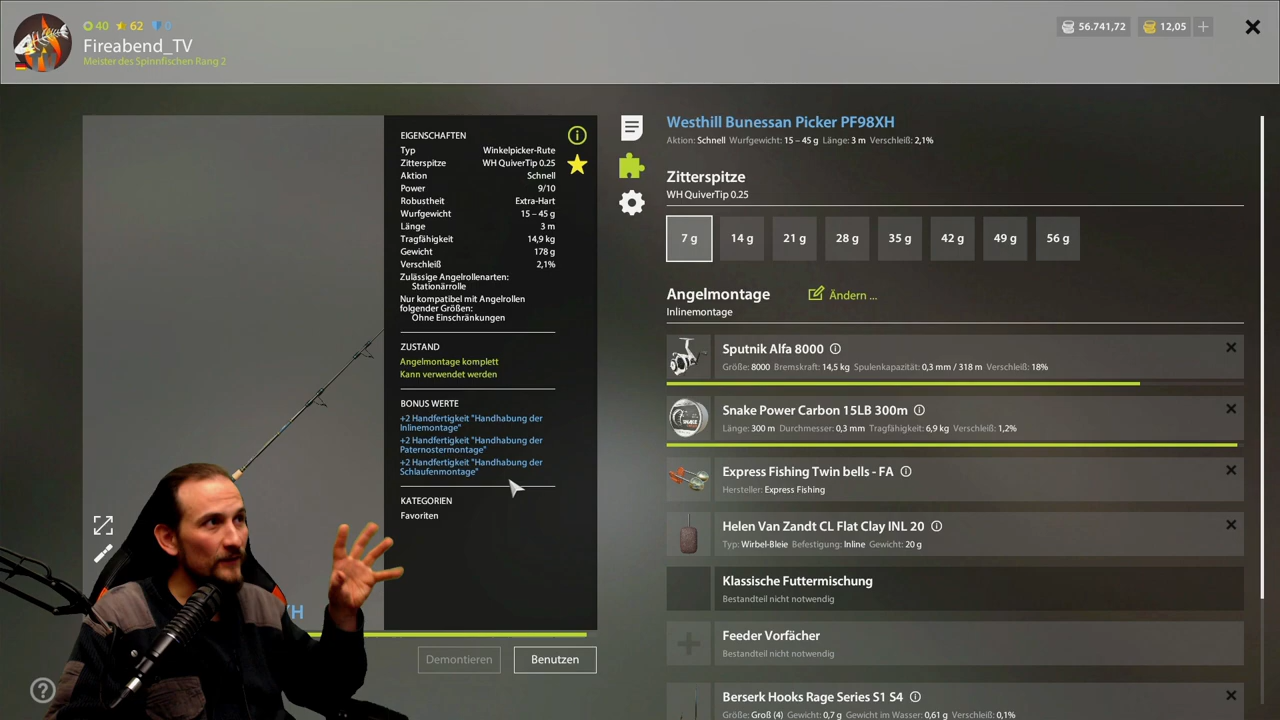 40 62 0
Fireabend_TV
Meister des Spinnfischen Rang 2
56.741,72
12,05
EIGENSCHAFTEN
Typ Winkelpicker-Rute
Zitterspitze WH QuiverTip 0.25
Aktion Schnell
Power 9/10
Robustheit Extra-Hart
Wurfgewicht 15 – 45 g
Länge 3 m
Tragfähigkeit 14,9 kg
Gewicht 178 g
Verschleiß 2,1%
Zulässige Angelrollenarten:
Stationärrolle
Nur kompatibel mit Angelrollen
folgender Größen:
Ohne Einschränkungen
ZUSTAND
Angelmontage komplett
Kann verwendet werden
BONUS WERTE
+2 Handfertigkeit "Handhabung der
Inlinemontage"
+2 Handfertigkeit "Handhabung der
Paternostermontage"
+2 Handfertigkeit "Handhabung der
Schlaufenmontage"
KATEGORIEN
Favoriten
XH
Demontieren
Benutzen
Westhill Bunessan Picker PF98XH
Aktion: Schnell Wurfgewicht: 15 – 45 g Länge: 3 m Verschleiß: 2,1%
Zitterspitze
WH QuiverTip 0.25
7 g 14 g 21 g 28 g 35 g 42 g 49 g 56 g
Angelmontage Ändern ...
Inlinemontage
Sputnik Alfa 8000
Größe: 8000 Bremskraft: 14,5 kg Spulenkapazität: 0,3 mm / 318 m Verschleiß: 18%
Snake Power Carbon 15LB 300m
Länge: 300 m Durchmesser: 0,3 mm Tragfähigkeit: 6,9 kg Verschleiß: 1,2%
Express Fishing Twin bells - FA
Hersteller: Express Fishing
Helen Van Zandt CL Flat Clay INL 20
Typ: Wirbel-Bleie Befestigung: Inline Gewicht: 20 g
Klassische Futtermischung
Bestandteil nicht notwendig
Feeder Vorfächer
Bestandteil nicht notwendig
Berserk Hooks Rage Series S1 S4
Größe: Groß (4) Gewicht: 0,7 g Gewicht im Wasser: 0,61 g Verschleiß: 0,1%